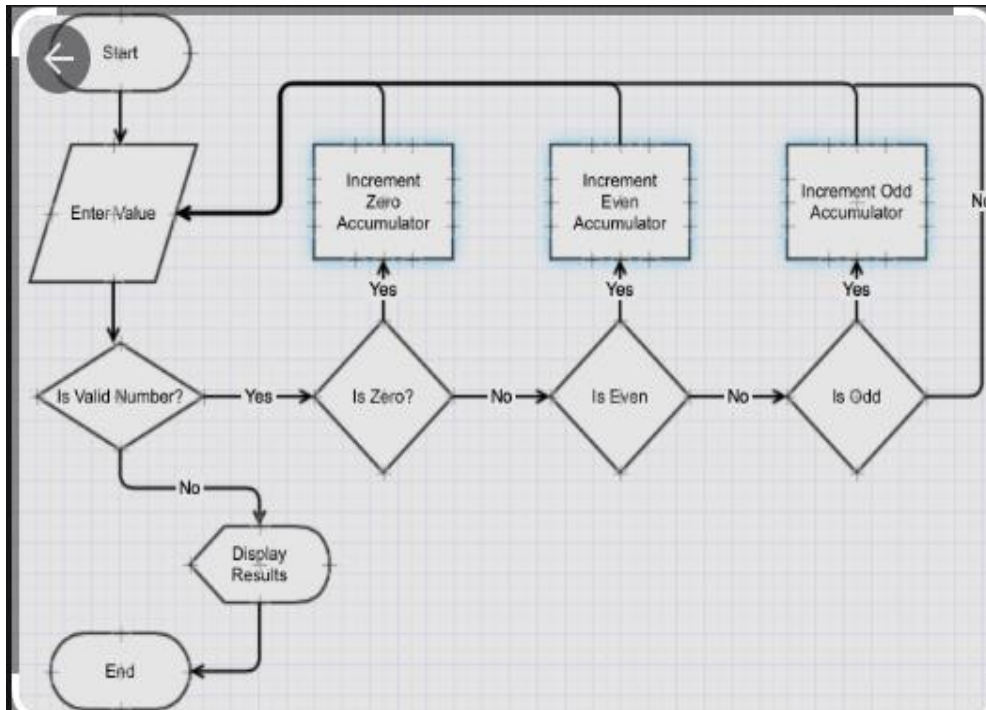 Start
Enter Value
Increment
Zero
Accumulator
Increment
Even
Accumulator
Increment Odd
Accumulator
No
Yes
Yes
Yes
Is Valid Number?
Yes
Is Zero?
No
Is Even
No
Is Odd
No
Display
Results
End